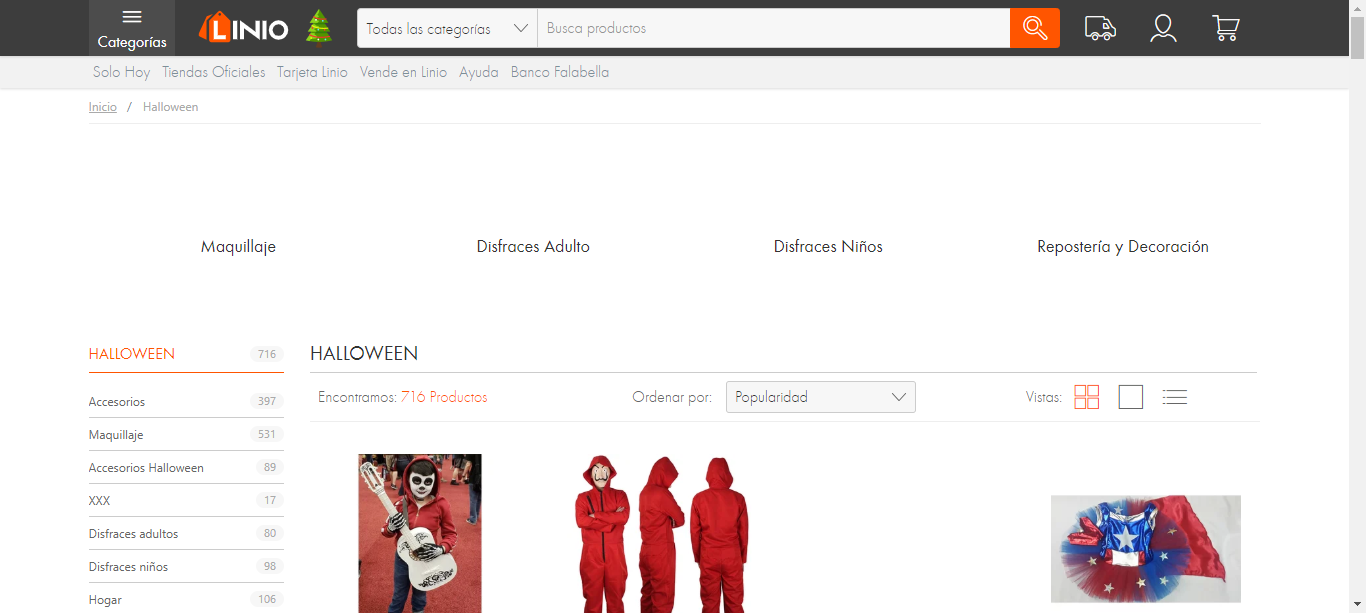 Categorías
LINIO
Todas las categorías
Busca productos
Solo Hoy Tiendas Oficiales Tarjeta Linio Vende en Linio Ayuda Banco Falabella
Inicio / Halloween
Maquillaje Disfraces Adulto Disfraces Niños Repostería y Decoración
HALLOWEEN 716
Accesorios 397
Maquillaje 531
Accesorios Halloween 89
XXX 17
Disfraces adultos 80
Disfraces niños 98
Hogar 106
HALLOWEEN
Encontramos: 716 Productos Ordenar por: Popularidad Vistas: